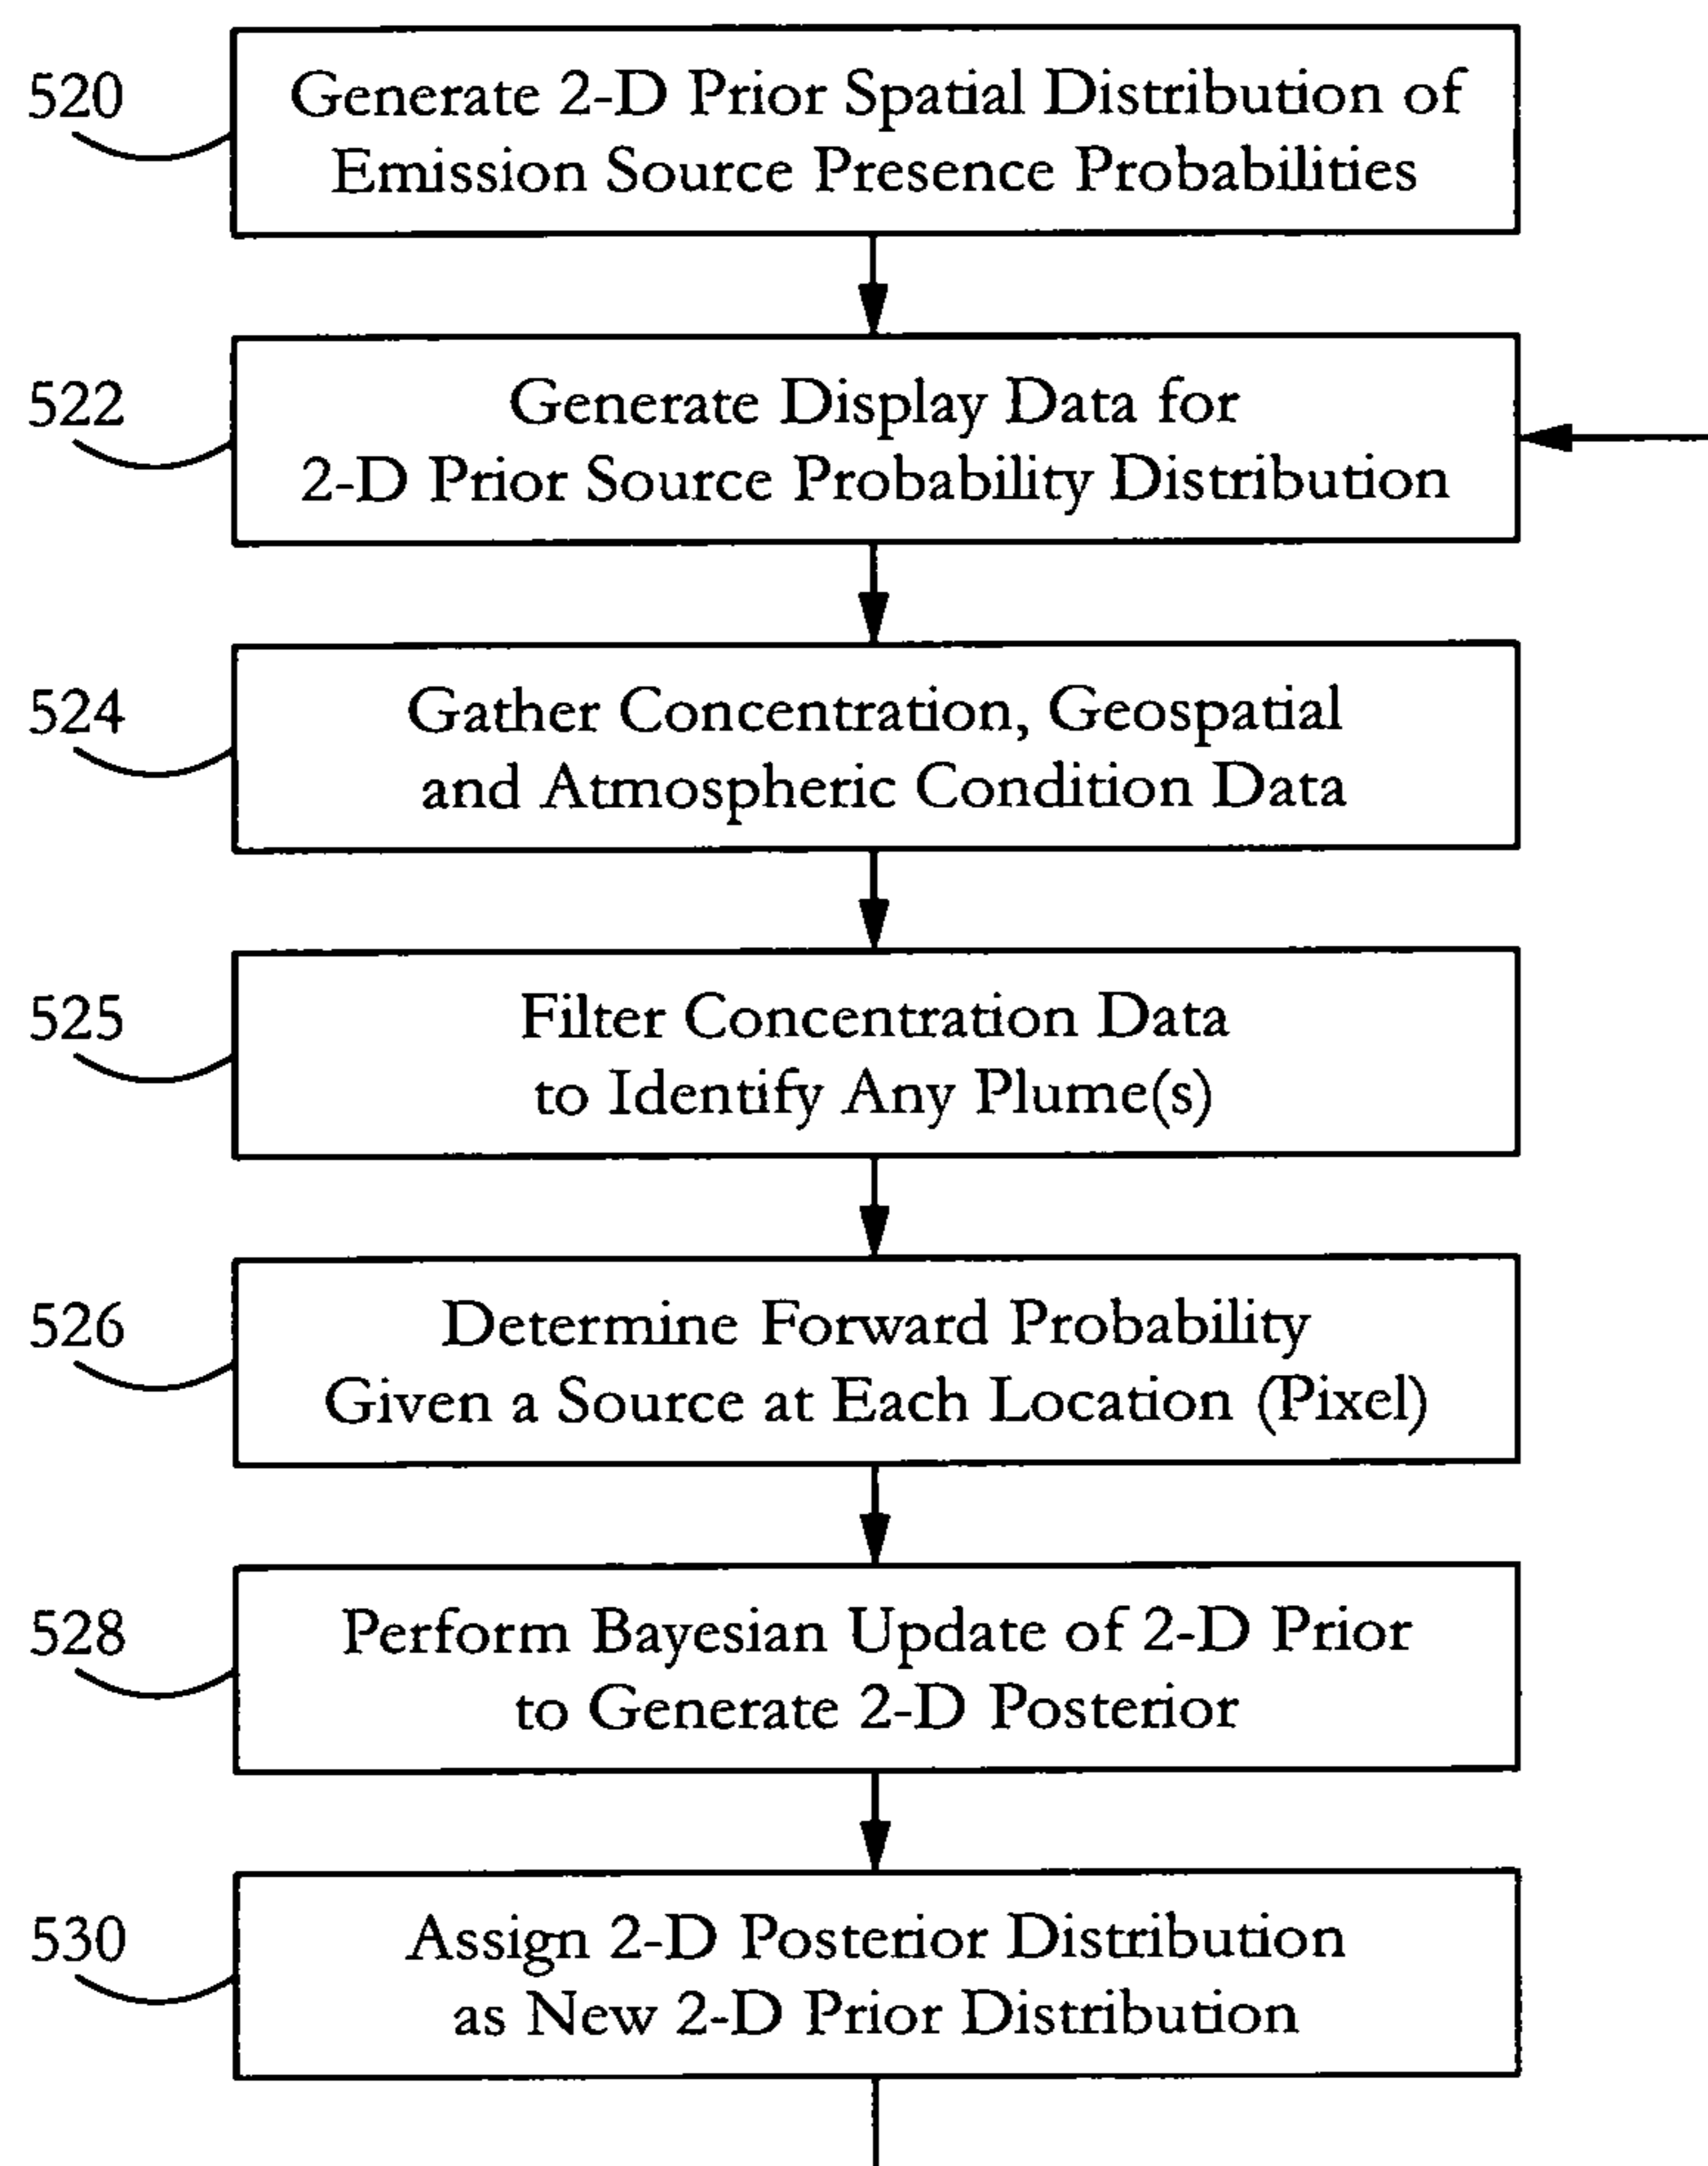 520
Generate 2-D Prior Spatial Distribution of
Emission Source Presence Probabilities
522
Generate Display Data for
2-D Prior Source Probability Distribution
524
Gather Concentration, Geospatial
and Atmospheric Condition Data
525
Filter Concentration Data
to Identify Any Plume(s)
526
Determine Forward Probability
Given a Source at Each Location (Pixel)
528
Perform Bayesian Update of 2-D Prior
to Generate 2-D Posterior
530
Assign 2-D Posterior Distribution
as New 2-D Prior Distribution